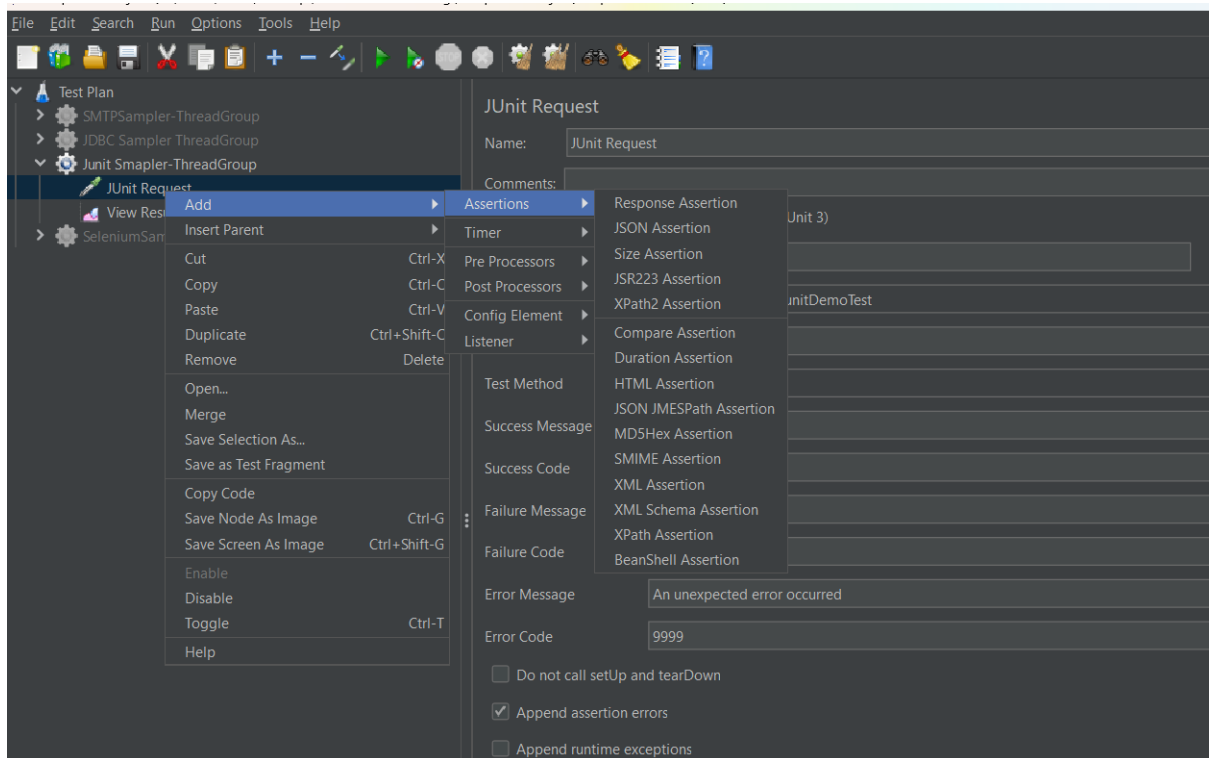 File Edit Search Run Options Tools Help
Test Plan
SMTPSampler-ThreadGroup
JDBC Sampler ThreadGroup
Junit Smapler-ThreadGroup
JUnit Request
View Res
SeleniumSam
Add
Insert Parent
Cut Ctrl-X
Copy Ctrl-C
Paste Ctrl-V
Duplicate Ctrl+Shift-C
Remove Delete
Open...
Merge
Save Selection As...
Save as Test Fragment
Copy Code
Save Node As Image Ctrl-G
Save Screen As Image Ctrl+Shift-G
Enable
Disable
Toggle Ctrl-T
Help
Assertions
Timer
Pre Processors
Post Processors
Config Element
Listener
Response Assertion
JSON Assertion
Size Assertion
JSR223 Assertion
XPath2 Assertion
Compare Assertion
Duration Assertion
HTML Assertion
JSON JMESPath Assertion
MD5Hex Assertion
SMIME Assertion
XML Assertion
XML Schema Assertion
XPath Assertion
BeanShell Assertion
JUnit Request
Name: JUnit Request
Comments:
Unit 3)
unitDemoTest
Test Method
Success Message
Success Code
Failure Message
Failure Code
Error Message An unexpected error occurred
Error Code 9999
Do not call setUp and tearDown
Append assertion errors
Append runtime exceptions